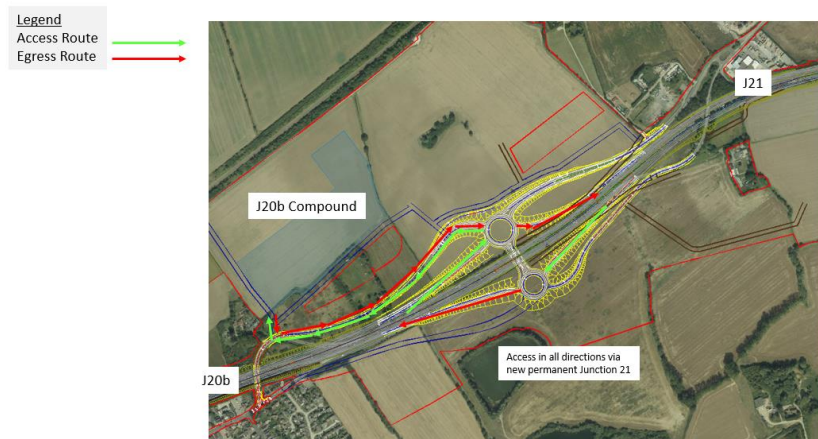 Legend
Access Route
Egress Route
J21
J20b Compound
J20b
Access in all directions via
new permanent Junction 21